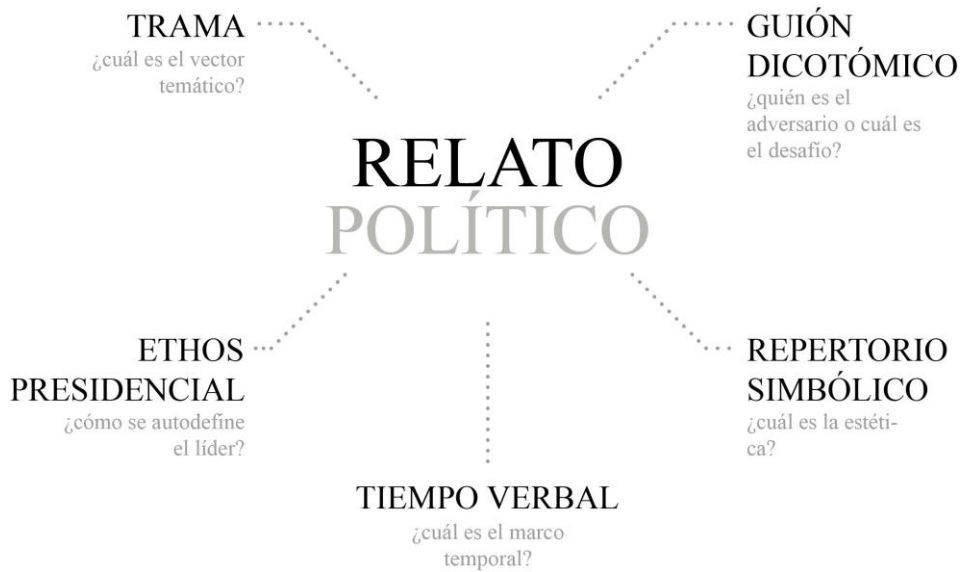 TRAMA
¿cuál es el vector
temático?
GUIÓN
DICOTÓMICO
¿quién es el
adversario o cuál es
el desafío?
RELATO
POLÍTICO
ETHOS
PRESIDENCIAL
¿cómo se autodefine
el líder?
REPERTORIO
SIMBÓLICO
¿cuál es la estéti-
ca?
TIEMPO VERBAL
¿cuál es el marco
temporal?